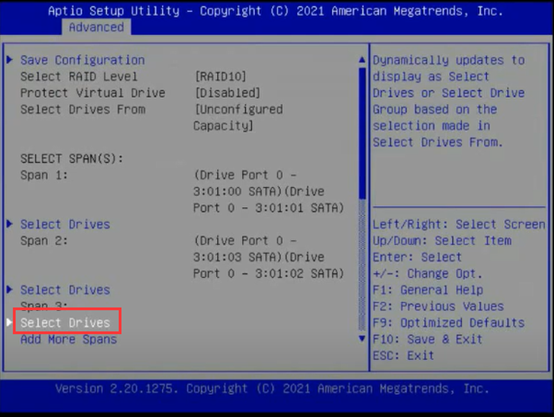 Aptio Setup Utility - Copyright (C) 2021 American Megatrends, Inc.
Advanced
Save Configuration
Select RAID Level [RAID10]
Protect Virtual Drive [Disabled]
Select Drives From [Unconfigured
Capacity]
SELECT SPAN(S):
Span 1: (Drive Port 0 -
3:01:00 SATA)(Drive
Port 0 - 3:01:01 SATA)
Select Drives
Span 2: (Drive Port 0 -
3:01:03 SATA)(Drive
Port 0 - 3:01:02 SATA)
Select Drives
Span 3:
Select Drives
Add More Spans
Dynamically updates to
display as Select
Drives or Select Drive
Group based on the
selection made in
Select Drives From.
Left/Right: Select Screen
Up/Down: Select Item
Enter: Select
+/-: Change Opt.
F1: General Help
F2: Previous Values
F9: Optimized Defaults
F10: Save & Exit
ESC: Exit
Version 2.20.1275. Copyright (C) 2021 American Megatrends, Inc.